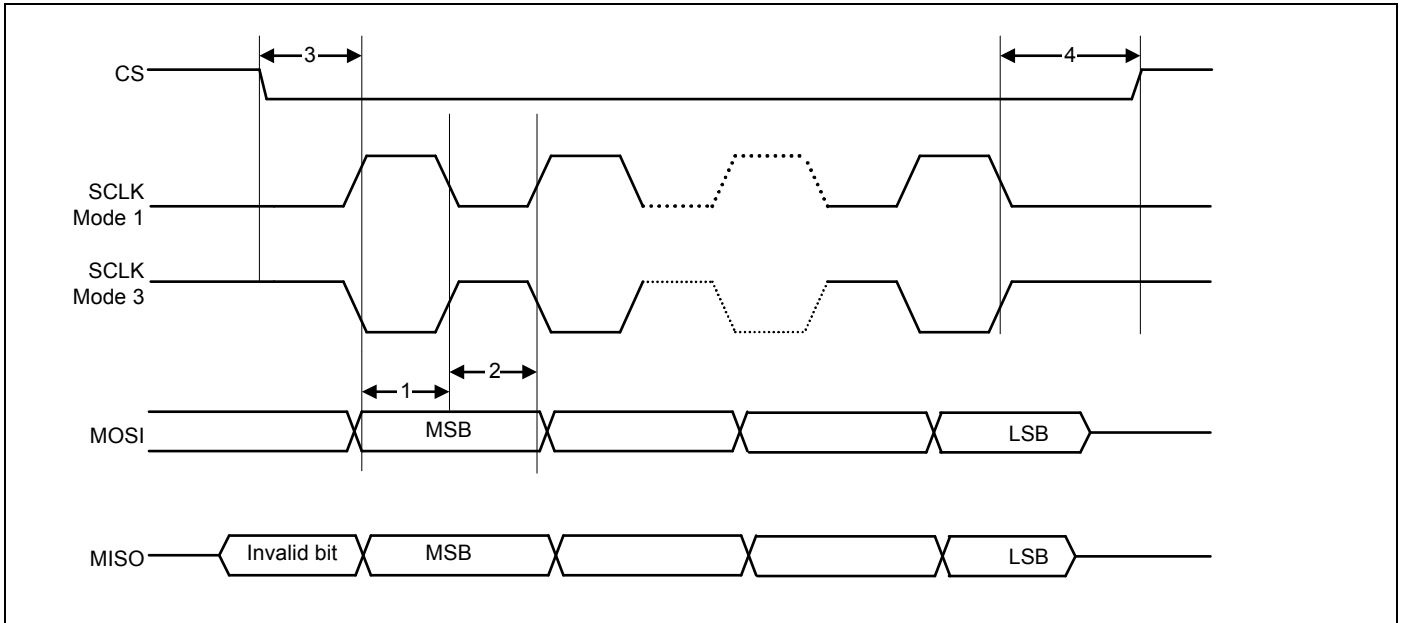 3
4
CS
SCLK
Mode 1
SCLK
Mode 3
2
1
MOSI
MSB
LSB
MISO
Invalid bit
MSB
LSB